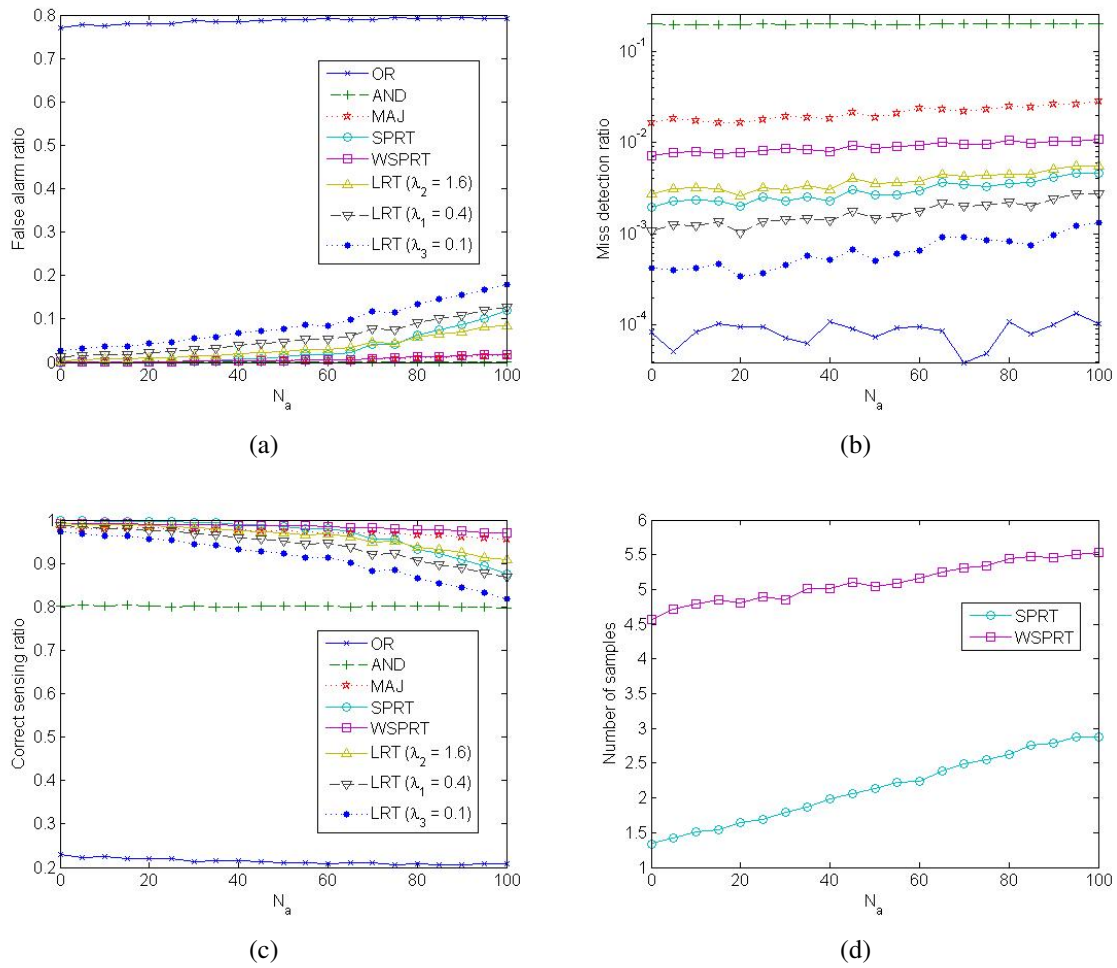 0.8
0.7
0.6
0.5
0.4
0.3
0.2
0.1
0
False alarm ratio
OR
AND
MAJ
SPRT
WSPRT
LRT (λ2 = 1.6)
LRT (λ1 = 0.4)
LRT (λ3 = 0.1)
0 20 40 60 80 100
Na
(a)
10-1
10-2
10-3
10-4
Miss detection ratio
0 20 40 60 80 100
Na
(b)
1
0.9
0.8
0.7
0.6
0.5
0.4
0.3
0.2
Correct sensing ratio
OR
AND
MAJ
SPRT
WSPRT
LRT (λ2 = 1.6)
LRT (λ1 = 0.4)
LRT (λ3 = 0.1)
0 20 40 60 80 100
Na
(c)
6
5.5
5
4.5
4
3.5
3
2.5
2
1.5
1
Number of samples
SPRT
WSPRT
0 20 40 60 80 100
Na
(d)